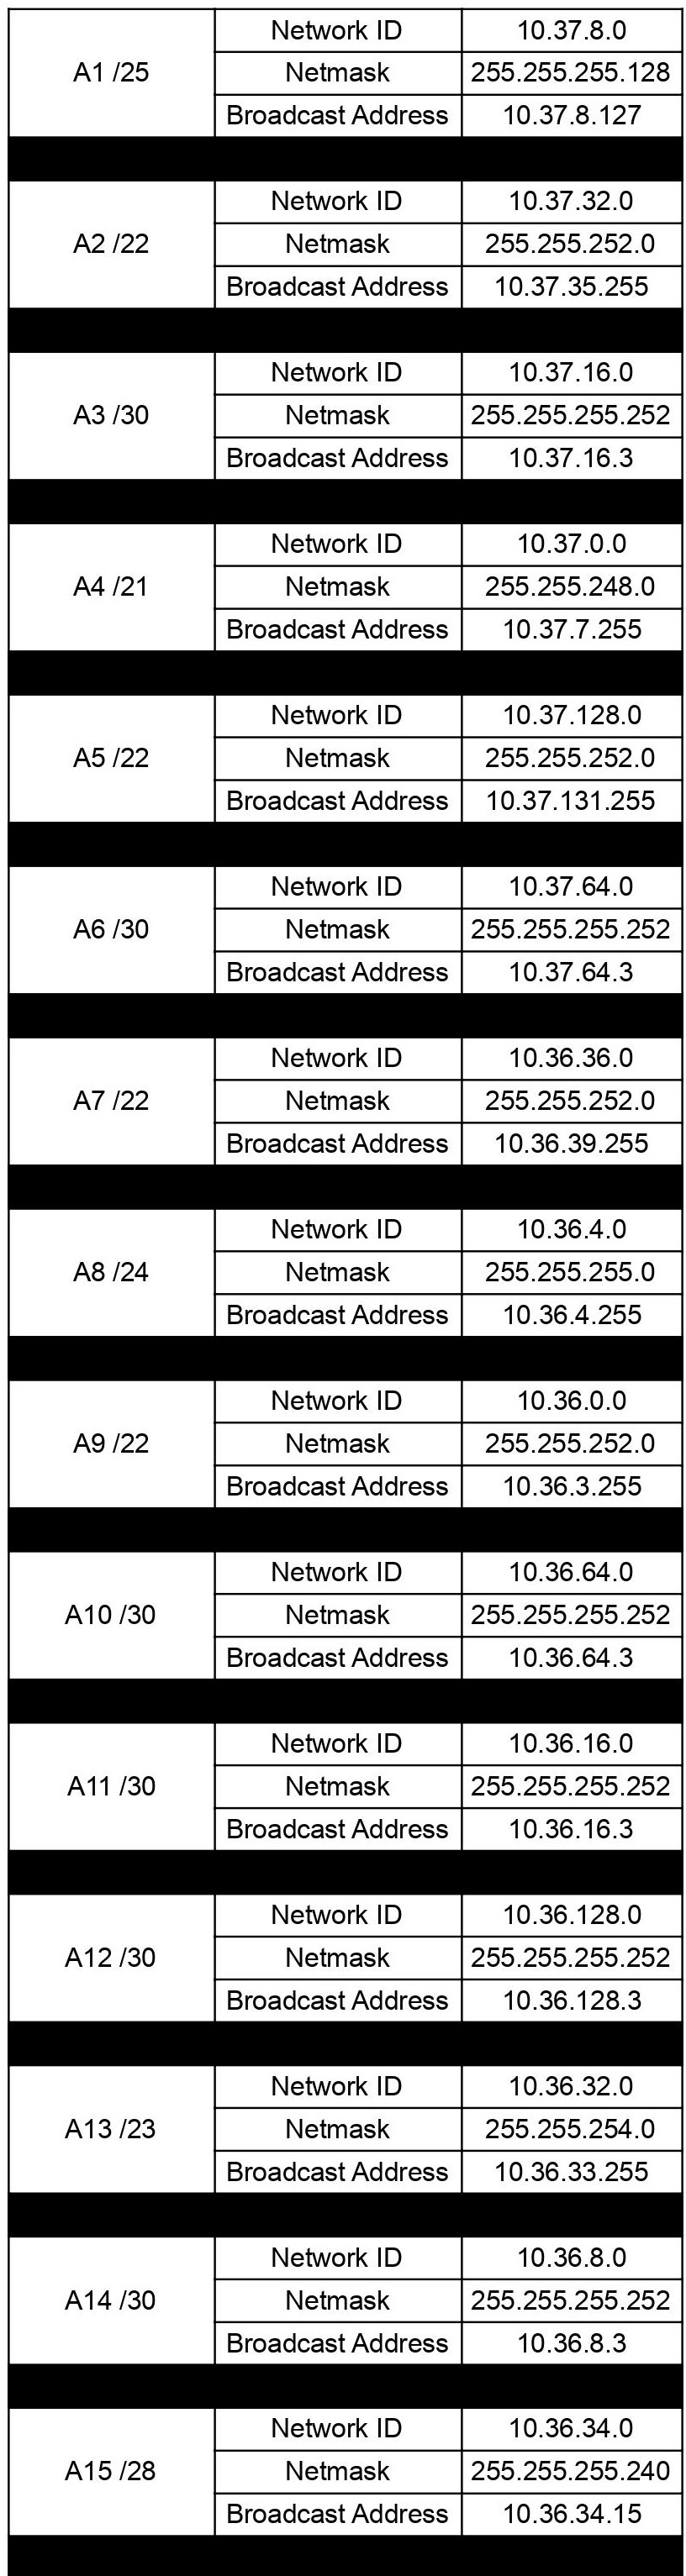 A1 /25
Network ID 10.37.8.0
Netmask 255.255.255.128
Broadcast Address 10.37.8.127
A2 /22
Network ID 10.37.32.0
Netmask 255.255.252.0
Broadcast Address 10.37.35.255
A3 /30
Network ID 10.37.16.0
Netmask 255.255.255.252
Broadcast Address 10.37.16.3
A4 /21
Network ID 10.37.0.0
Netmask 255.255.248.0
Broadcast Address 10.37.7.255
A5 /22
Network ID 10.37.128.0
Netmask 255.255.252.0
Broadcast Address 10.37.131.255
A6 /30
Network ID 10.37.64.0
Netmask 255.255.255.252
Broadcast Address 10.37.64.3
A7 /22
Network ID 10.36.36.0
Netmask 255.255.252.0
Broadcast Address 10.36.39.255
A8 /24
Network ID 10.36.4.0
Netmask 255.255.255.0
Broadcast Address 10.36.4.255
A9 /22
Network ID 10.36.0.0
Netmask 255.255.252.0
Broadcast Address 10.36.3.255
A10 /30
Network ID 10.36.64.0
Netmask 255.255.255.252
Broadcast Address 10.36.64.3
A11 /30
Network ID 10.36.16.0
Netmask 255.255.255.252
Broadcast Address 10.36.16.3
A12 /30
Network ID 10.36.128.0
Netmask 255.255.255.252
Broadcast Address 10.36.128.3
A13 /23
Network ID 10.36.32.0
Netmask 255.255.254.0
Broadcast Address 10.36.33.255
A14 /30
Network ID 10.36.8.0
Netmask 255.255.255.252
Broadcast Address 10.36.8.3
A15 /28
Network ID 10.36.34.0
Netmask 255.255.255.240
Broadcast Address 10.36.34.15